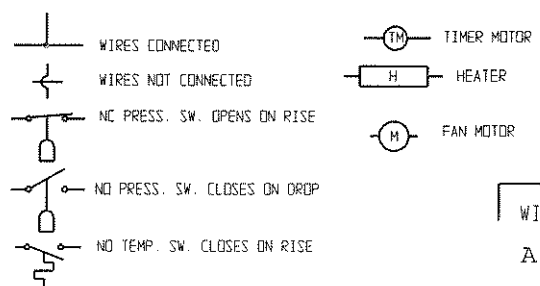 WIRES CONNECTED
WIRES NOT CONNECTED
NC PRESS. SW. OPENS ON RISE
NO PRESS. SW. CLOSES ON DROP
NO TEMP. SW. CLOSES ON RISE
TM TIMER MOTOR
H HEATER
M FAN MOTOR
WI
A